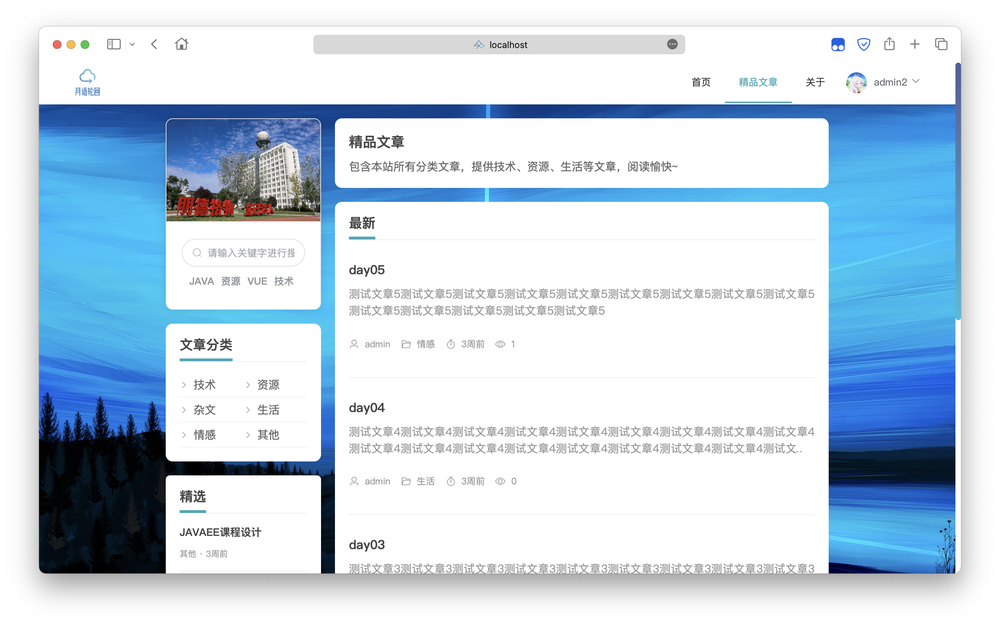 localhost
月语轮回
首页 精品文章 关于 admin2
明德格物
精品文章
包含本站所有分类文章，提供技术、资源、生活等文章，阅读愉快~
请输入关键字进行搜
JAVA 资源 VUE 技术
文章分类
技术 资源
杂文 生活
情感 其他
精选
JAVAEE课程设计
其他 · 3周前
最新
day05
测试文章5测试文章5测试文章5测试文章5测试文章5测试文章5测试文章5测试文章5测试文章5
测试文章5测试文章5测试文章5测试文章5测试文章5
admin 情感 3周前 1
day04
测试文章4测试文章4测试文章4测试文章4测试文章4测试文章4测试文章4测试文章4测试文章4
测试文章4测试文章4测试文章4测试文章4测试文章4测试文章4测试文章4测试文章4测试文..
admin 生活 3周前 0
day03
测试文章3测试文章3测试文章3测试文章3测试文章3测试文章3测试文章3测试文章3测试文章3